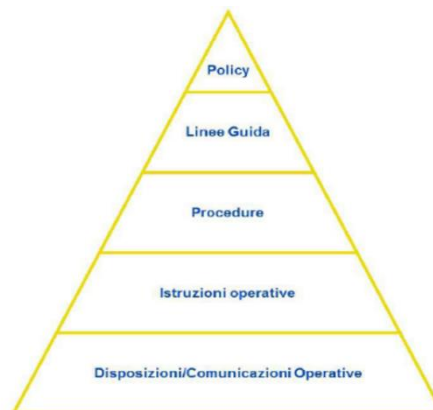 Policy
Linee Guida
Procedure
Istruzioni operative
Disposizioni/Comunicazioni Operative